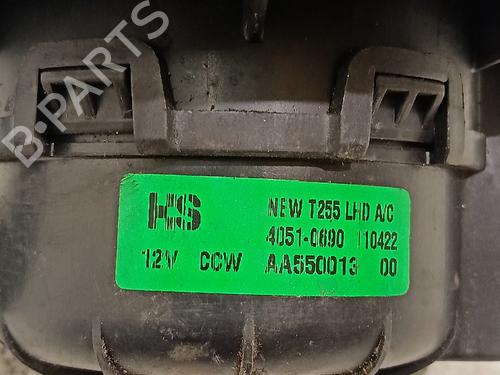 B-PARTS
HS
NEW T255 LHD A/C
4051-0690 110422
12V CCW AA550013 00